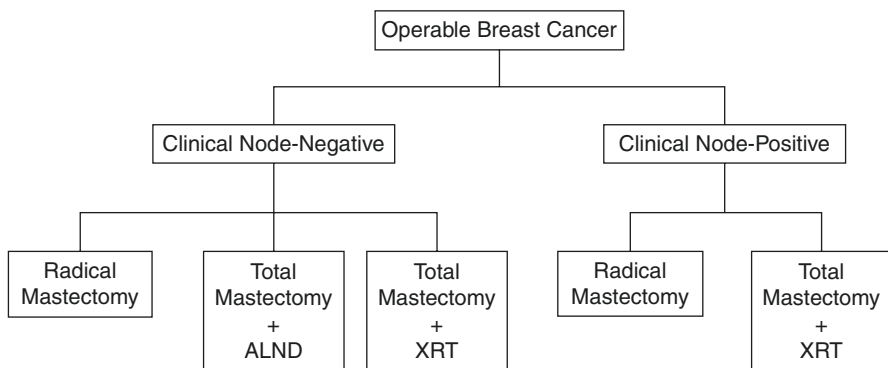 Operable Breast Cancer
Clinical Node-Negative
Clinical Node-Positive
Radical
Mastectomy
Total
Mastectomy
+
ALND
Total
Mastectomy
+
XRT
Radical
Mastectomy
Total
Mastectomy
+
XRT